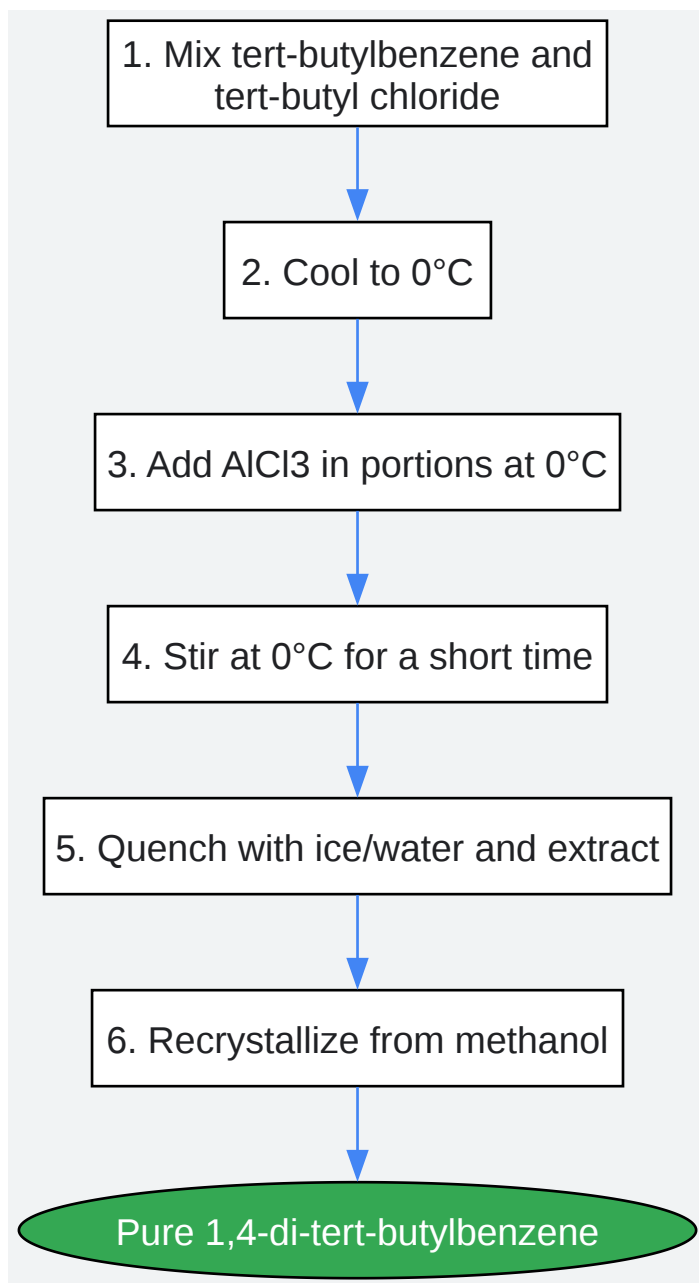 1. Mix tert-butylbenzene and
tert-butyl chloride
2. Cool to 0°C
3. Add AlCl3 in portions at 0°C
4. Stir at 0°C for a short time
5. Quench with ice/water and extract
6. Recrystallize from methanol
Pure 1,4-di-tert-butylbenzene